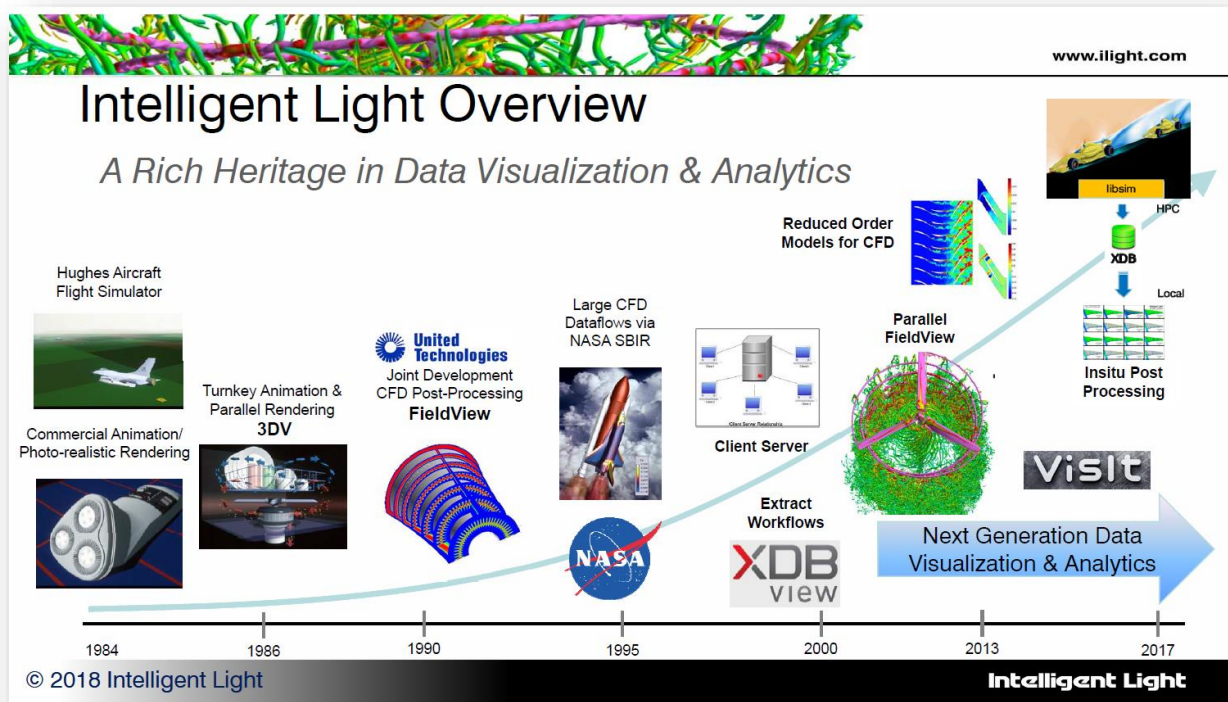 www.ilight.com
Intelligent Light Overview
A Rich Heritage in Data Visualization & Analytics
Hughes Aircraft
Flight Simulator
Commercial Animation/
Photo-realistic Rendering
Turnkey Animation &
Parallel Rendering
3DV
United
Technologies
Joint Development
CFD Post-Processing
FieldView
Large CFD
Dataflows via
NASA SBIR
NASA
Client Server
Extract
Workflows
XDB
view
Reduced Order
Models for CFD
Parallel
FieldView
libsim
HPC
XDB
Local
Insitu Post
Processing
VisIt
Next Generation Data
Visualization & Analytics
1984
1986
1990
1995
2000
2013
2017
© 2018 Intelligent Light
Intelligent Light